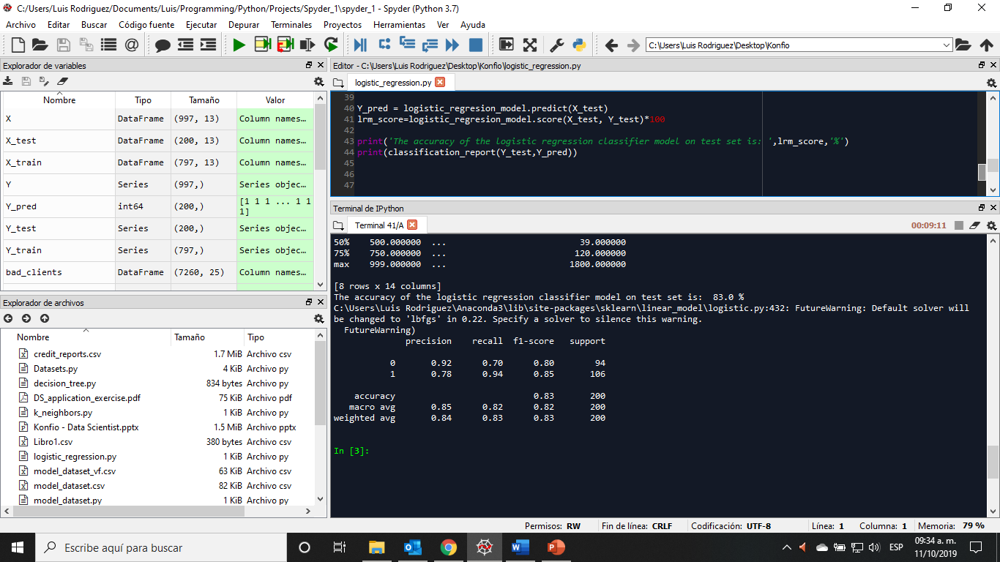 C:/Users/Luis Rodriguez/Documents/Luis/Programming/Python/Projects/Spyder_1\spyder_1 - Spyder (Python 3.7)
Archivo Editar Buscar Código fuente Ejecutar Depurar Terminales Proyectos Herramientas Ver Ayuda
C:\Users\Luis Rodriguez\Desktop\Konfio
Explorador de variables
Nombre Tipo Tamaño Valor
X DataFrame (997, 13) Column names…
X_test DataFrame (200, 13) Column names…
X_train DataFrame (797, 13) Column names…
Y Series (997,) Series objec…
Y_pred int64 (200,) [1 1 1 ... 1 1
1]
Y_test Series (200,) Series objec…
Y_train Series (797,) Series objec…
bad_clients DataFrame (7260, 25) Column names…
Explorador de archivos
Nombre Tamaño Tipo
credit_reports.csv 1.7 MiB Archivo csv
Datasets.py 4 KiB Archivo py
decision_tree.py 834 bytes Archivo py
DS_application_exercise.pdf 75 KiB Archivo pdf
k_neighbors.py 1 KiB Archivo py
Konfio - Data Scientist.pptx 1.5 MiB Archivo pptx
Libro1.csv 380 bytes Archivo csv
logistic_regression.py 1 KiB Archivo py
model_dataset_vf.csv 63 KiB Archivo csv
model_dataset.csv 82 KiB Archivo csv
model_dataset.py 1 KiB Archivo py
Editor - C:\Users\Luis Rodriguez\Desktop\Konfio\logistic_regression.py
logistic_regression.py
39
40 Y_pred = logistic_regresion_model.predict(X_test)
41 lrm_score=logistic_regresion_model.score(X_test, Y_test)*100
42
43 print('The accuracy of the logistic regression classifier model on test set is: ',lrm_score,'%')
44 print(classification_report(Y_test,Y_pred))
45
46
47
Terminal de IPython
Terminal 41/A 00:09:11
50% 500.000000 ... 39.000000
75% 750.000000 ... 120.000000
max 999.000000 ... 1800.000000
[8 rows x 14 columns]
The accuracy of the logistic regression classifier model on test set is:  83.0 %
C:\Users\Luis Rodriguez\Anaconda3\lib\site-packages\sklearn\linear_model\logistic.py:432: FutureWarning: Default solver will
be changed to 'lbfgs' in 0.22. Specify a solver to silence this warning.
FutureWarning)
precision recall f1-score support
0 0.92 0.70 0.80 94
1 0.78 0.94 0.85 106
accuracy 0.83 200
macro avg 0.85 0.82 0.82 200
weighted avg 0.84 0.83 0.83 200
In [3]:
Permisos: RW Fin de línea: CRLF Codificación: UTF-8 Línea: 1 Columna: 1 Memoria: 79 %
Escribe aquí para buscar
ESP
09:34 a. m.
11/10/2019